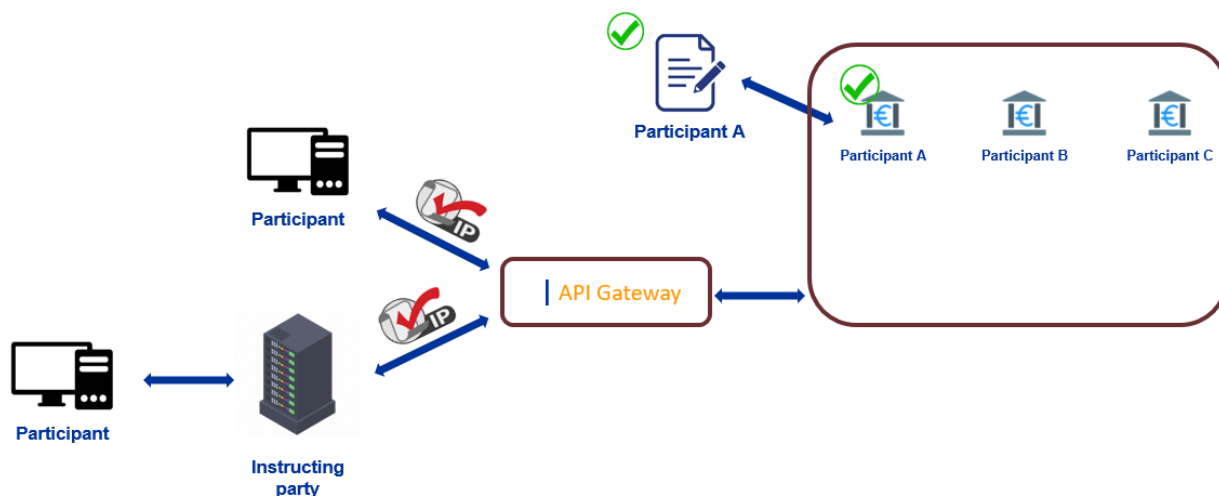 Participant A
Participant A
Participant B
Participant C
Participant
IP
| API Gateway
IP
Participant
Instructing
party